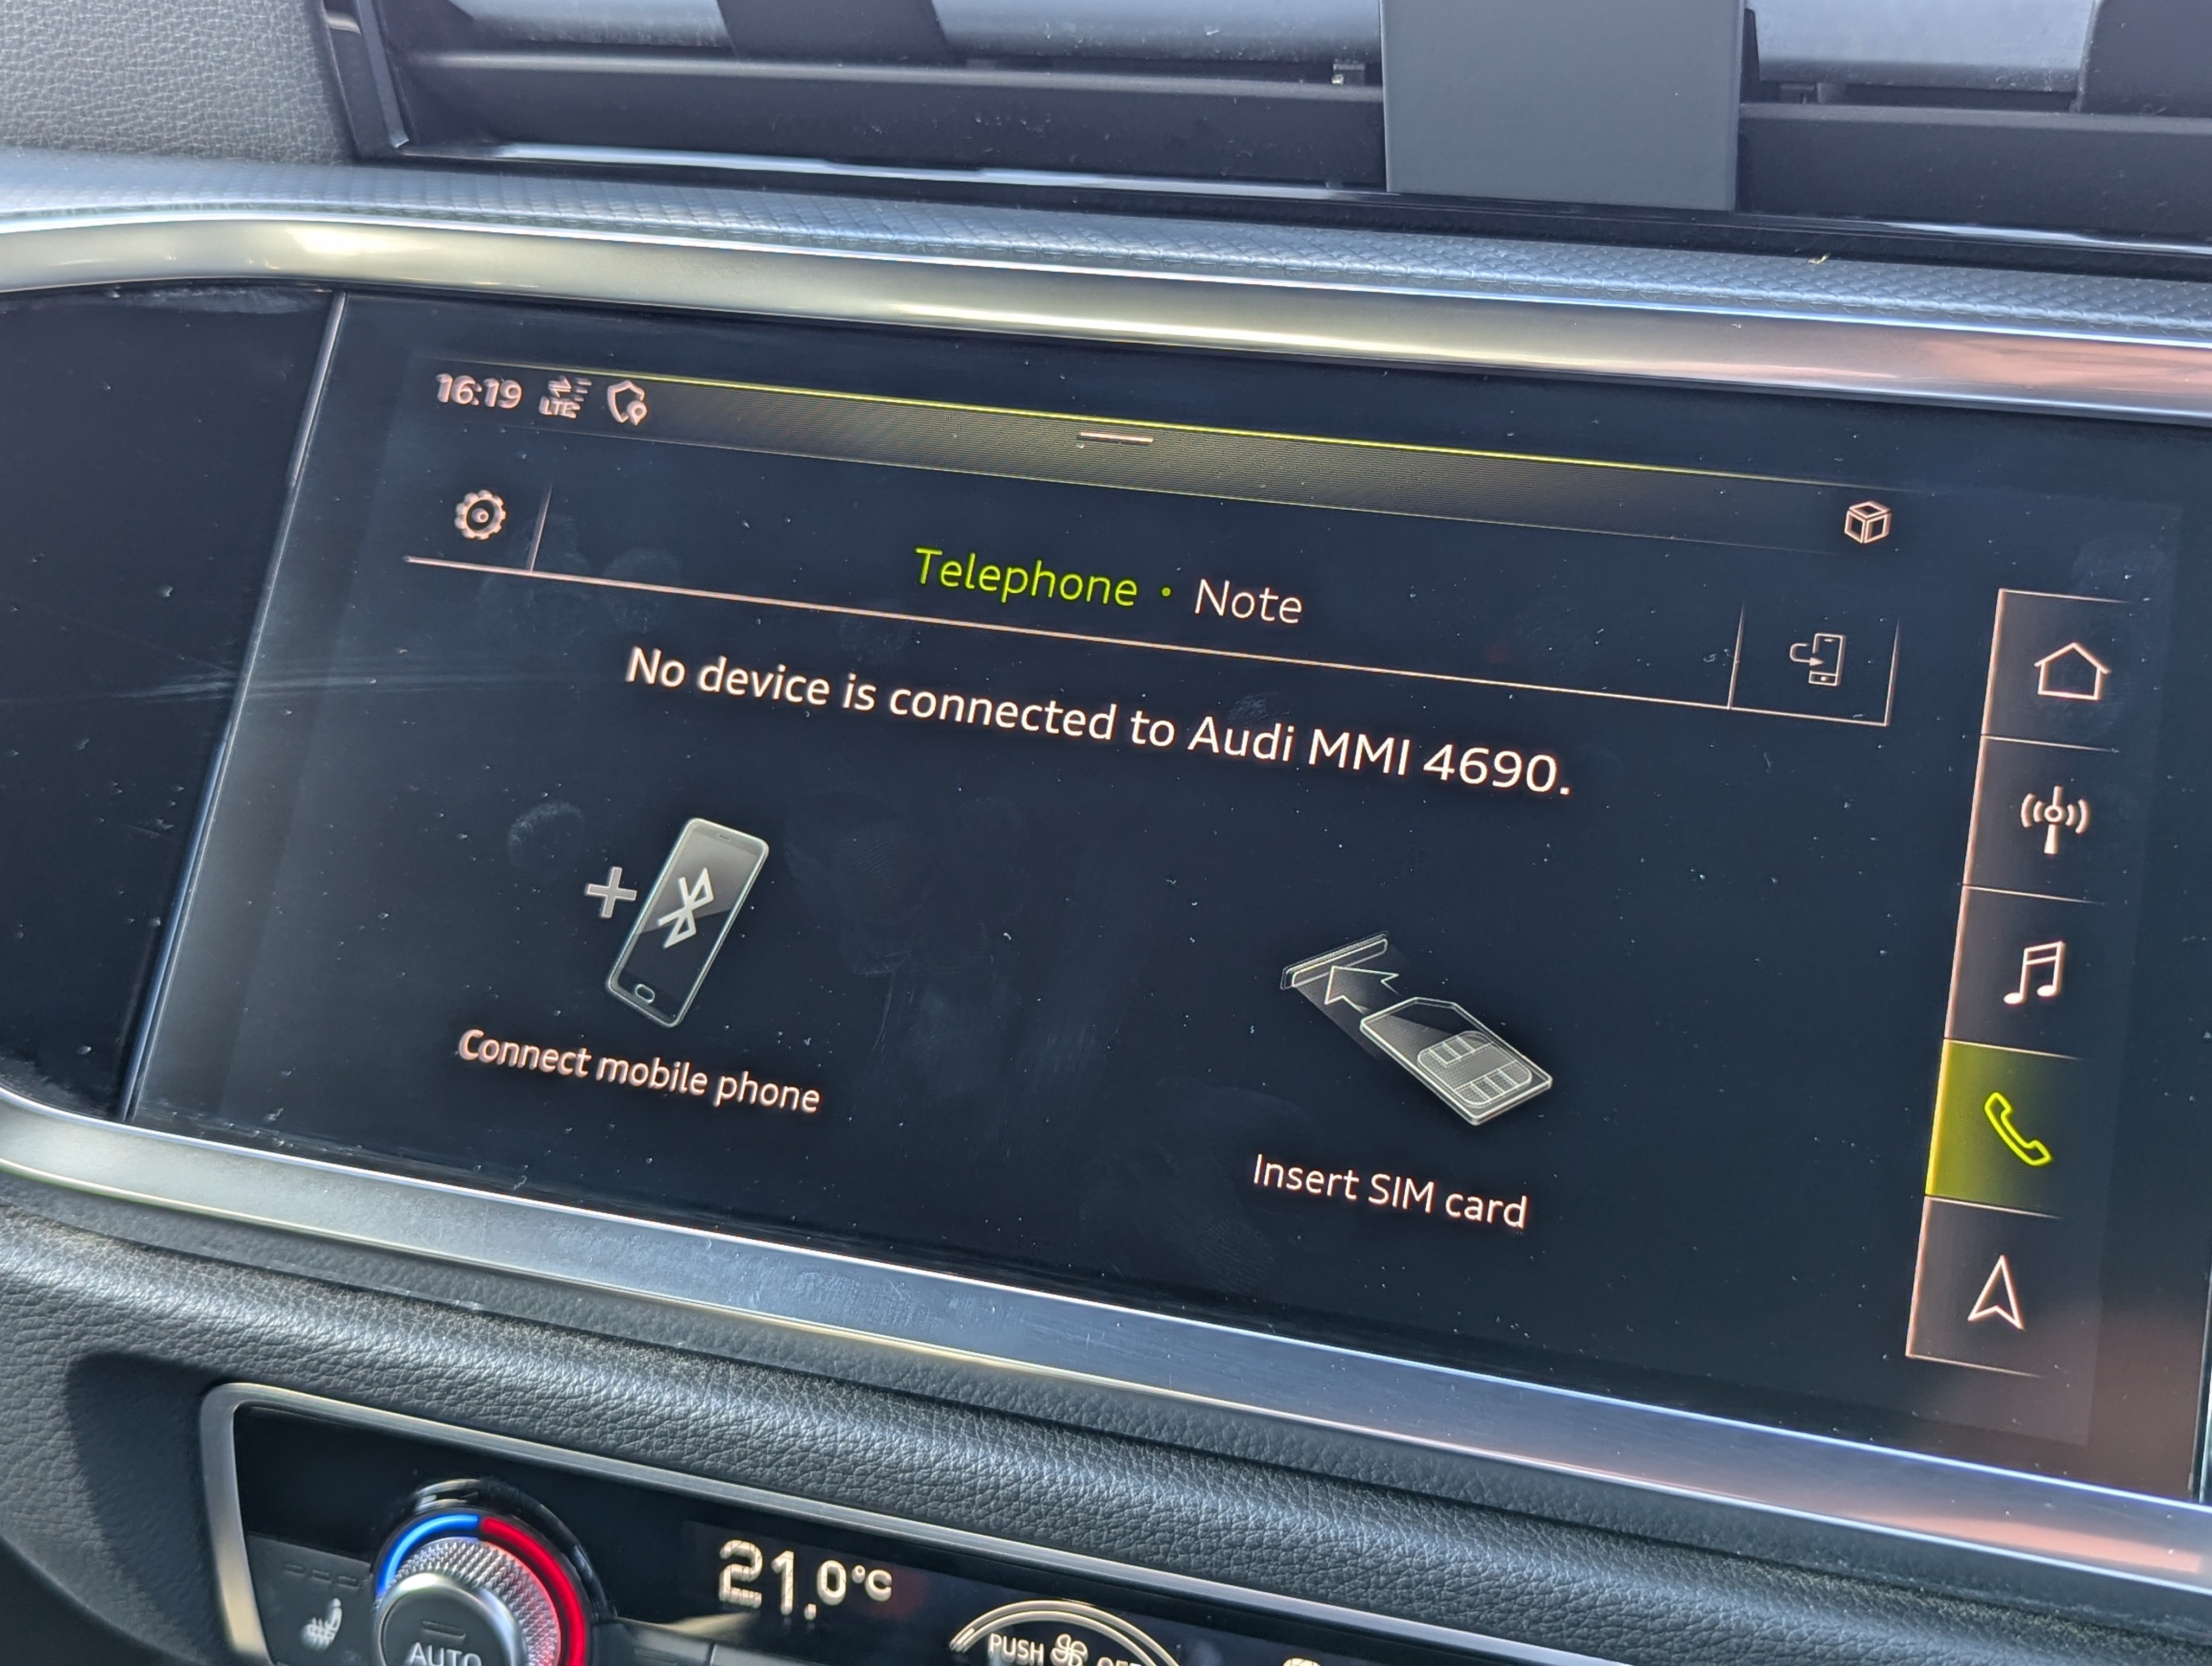 16:19 LTE
Telephone • Note
No device is connected to Audi MMI 4690.
Connect mobile phone
Insert SIM card
21.0°C
AUTO
PUSH OFF